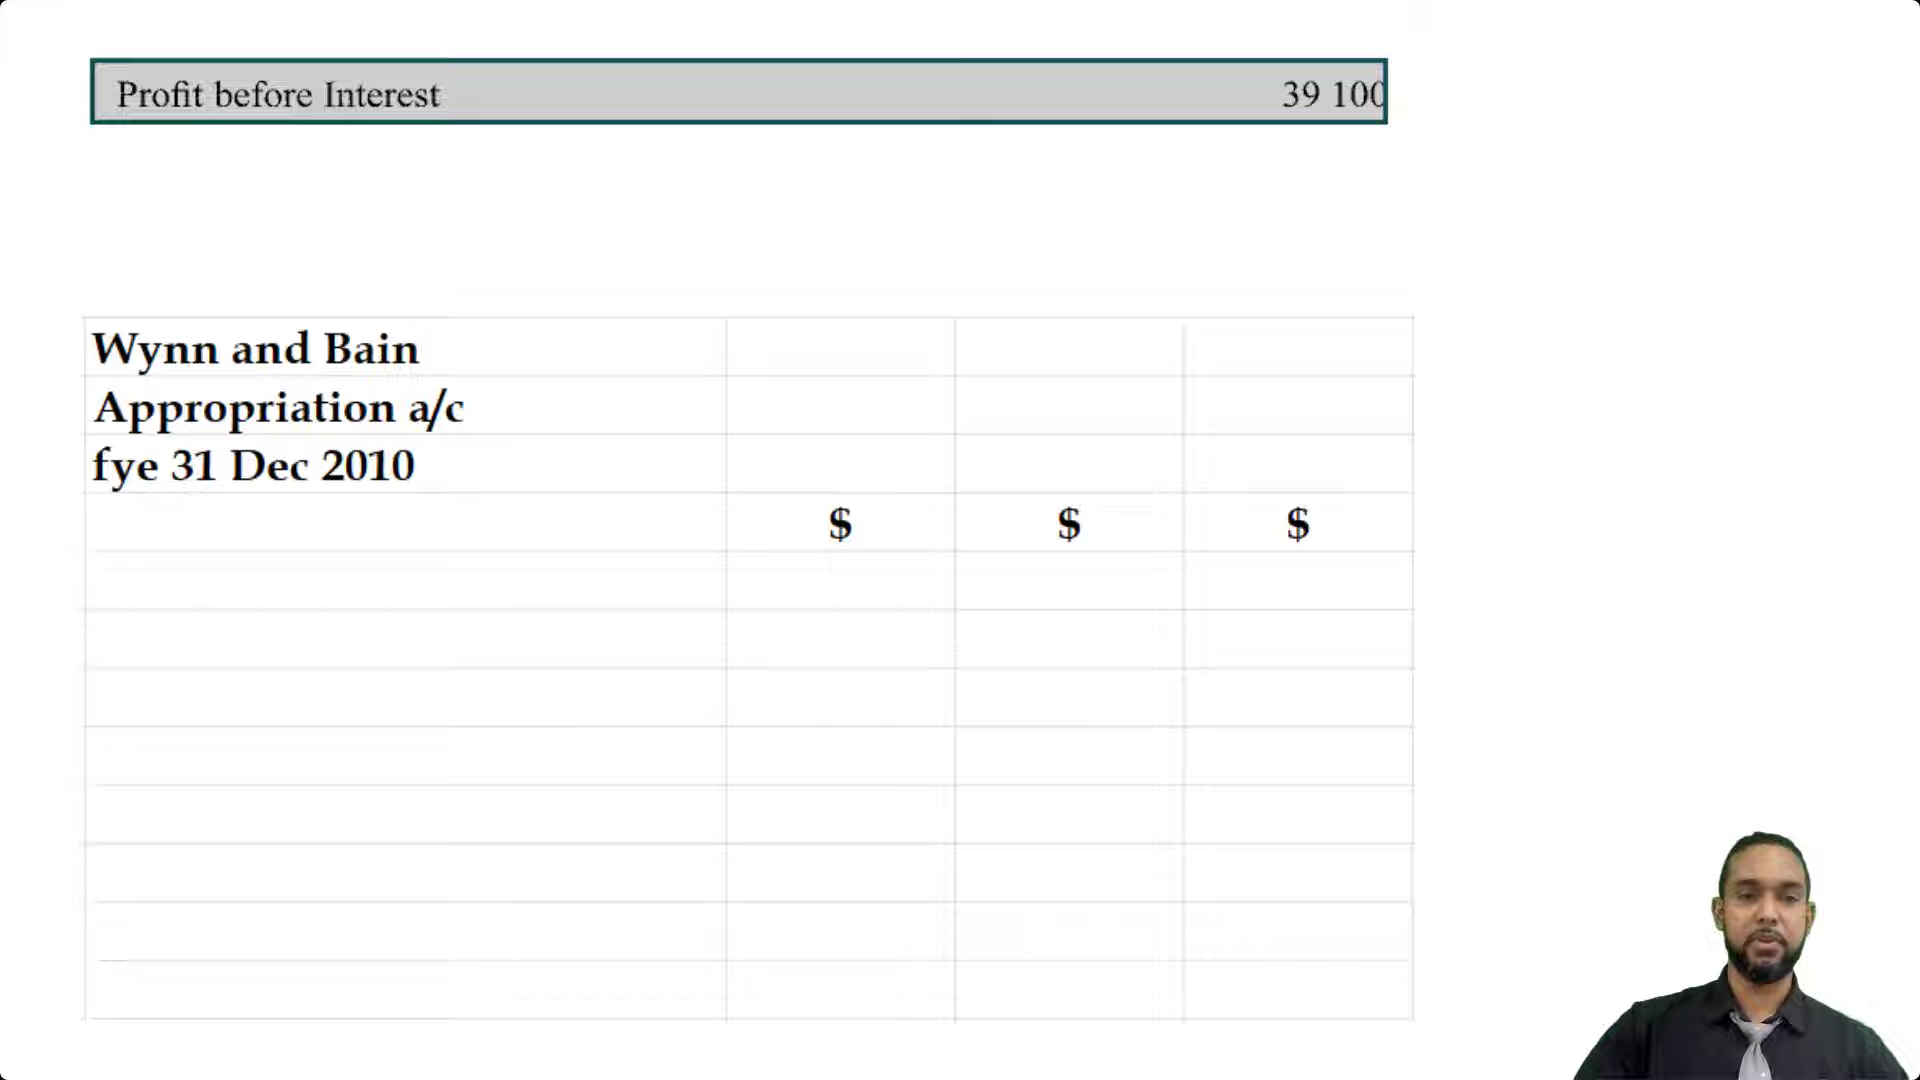 Profit before Interest 39 100
Wynn and Bain
Appropriation a/c
fye 31 Dec 2010
$ $ $